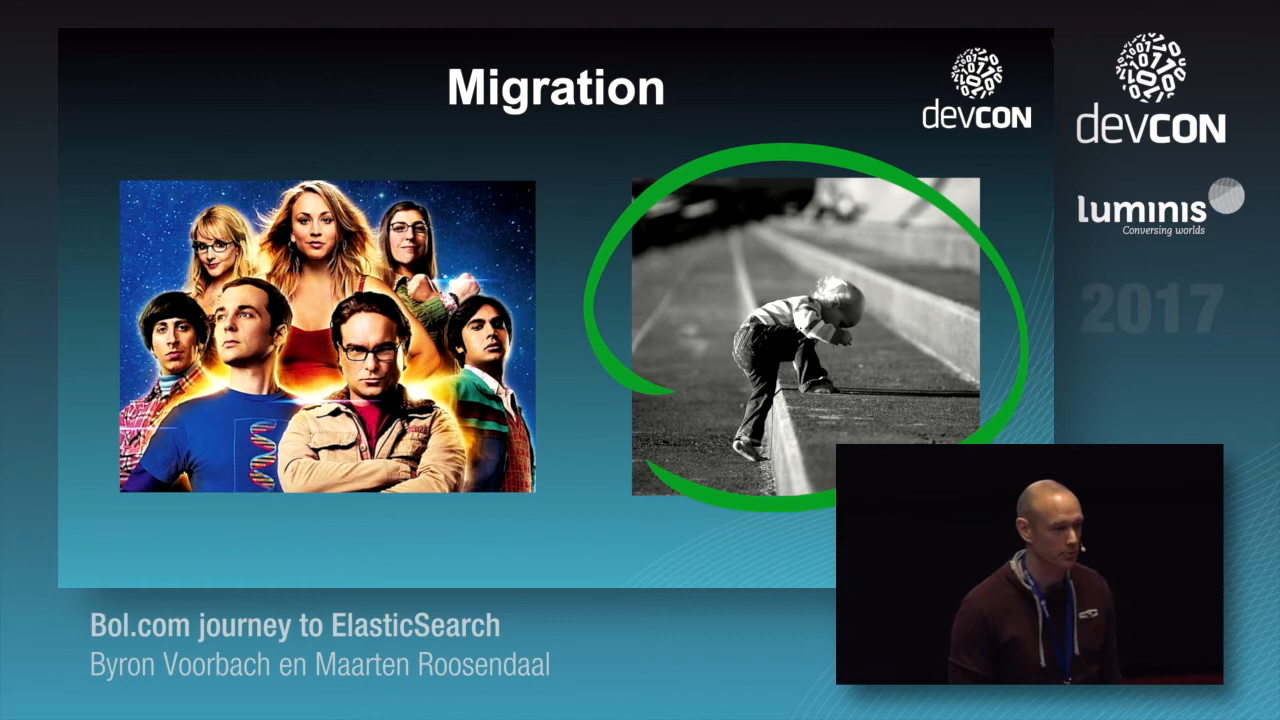 Migration
devcon
devcon
luminis
Conversing worlds
2017
Bol.com journey to ElasticSearch
Byron Voorbach en Maarten Roosendaal